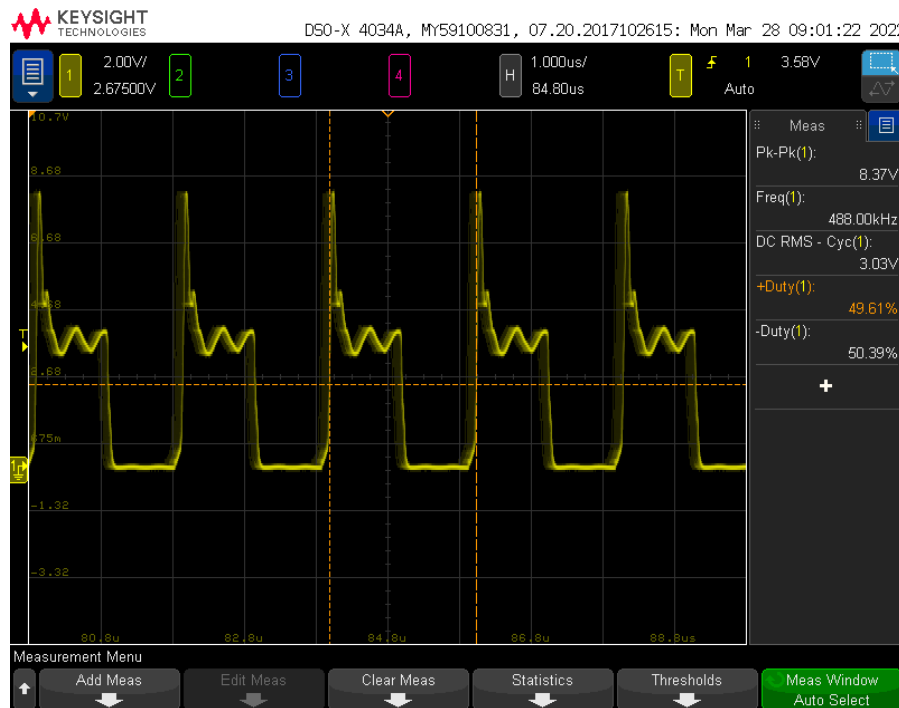 KEYSIGHT
TECHNOLOGIES
DSO-X 4034A, MY59100831, 07.20.2017102615: Mon Mar 28 09:01:22 202
1 2.00V/ 2.67500V 2 3 4 H 1.000us/ 84.80us T 1 3.58V Auto
10.7V
8.68
6.68
4.68
T
2.68
675m
1
-1.32
-3.32
80.8u 82.8u 84.8u 86.8u 88.8us
Meas
Pk-Pk(1):
8.37V
Freq(1):
488.00kHz
DC RMS - Cyc(1):
3.03V
+Duty(1):
49.61%
-Duty(1):
50.39%
Measurement Menu
Add Meas Edit Meas Clear Meas Statistics Thresholds Meas Window
Auto Select